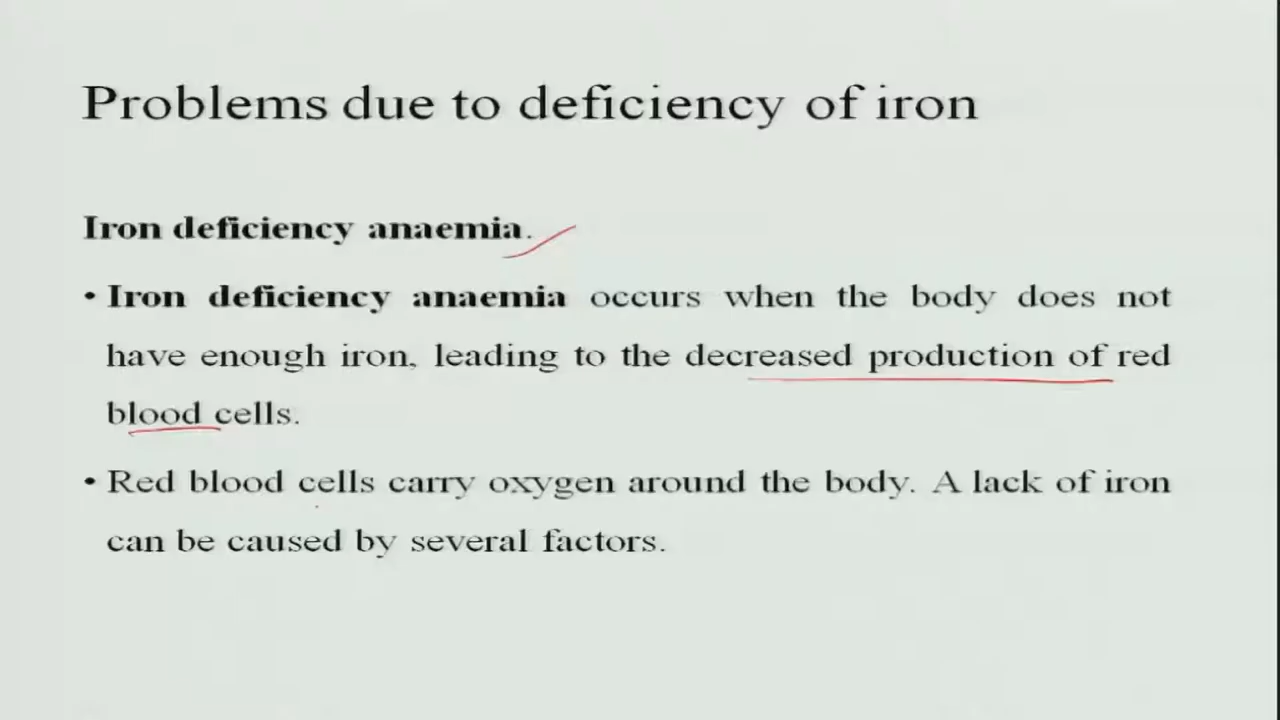 Problems due to deficiency of iron
Iron deficiency anaemia.
• Iron deficiency anaemia occurs when the body does not
have enough iron, leading to the decreased production of red
blood cells.
• Red blood cells carry oxygen around the body. A lack of iron
can be caused by several factors.